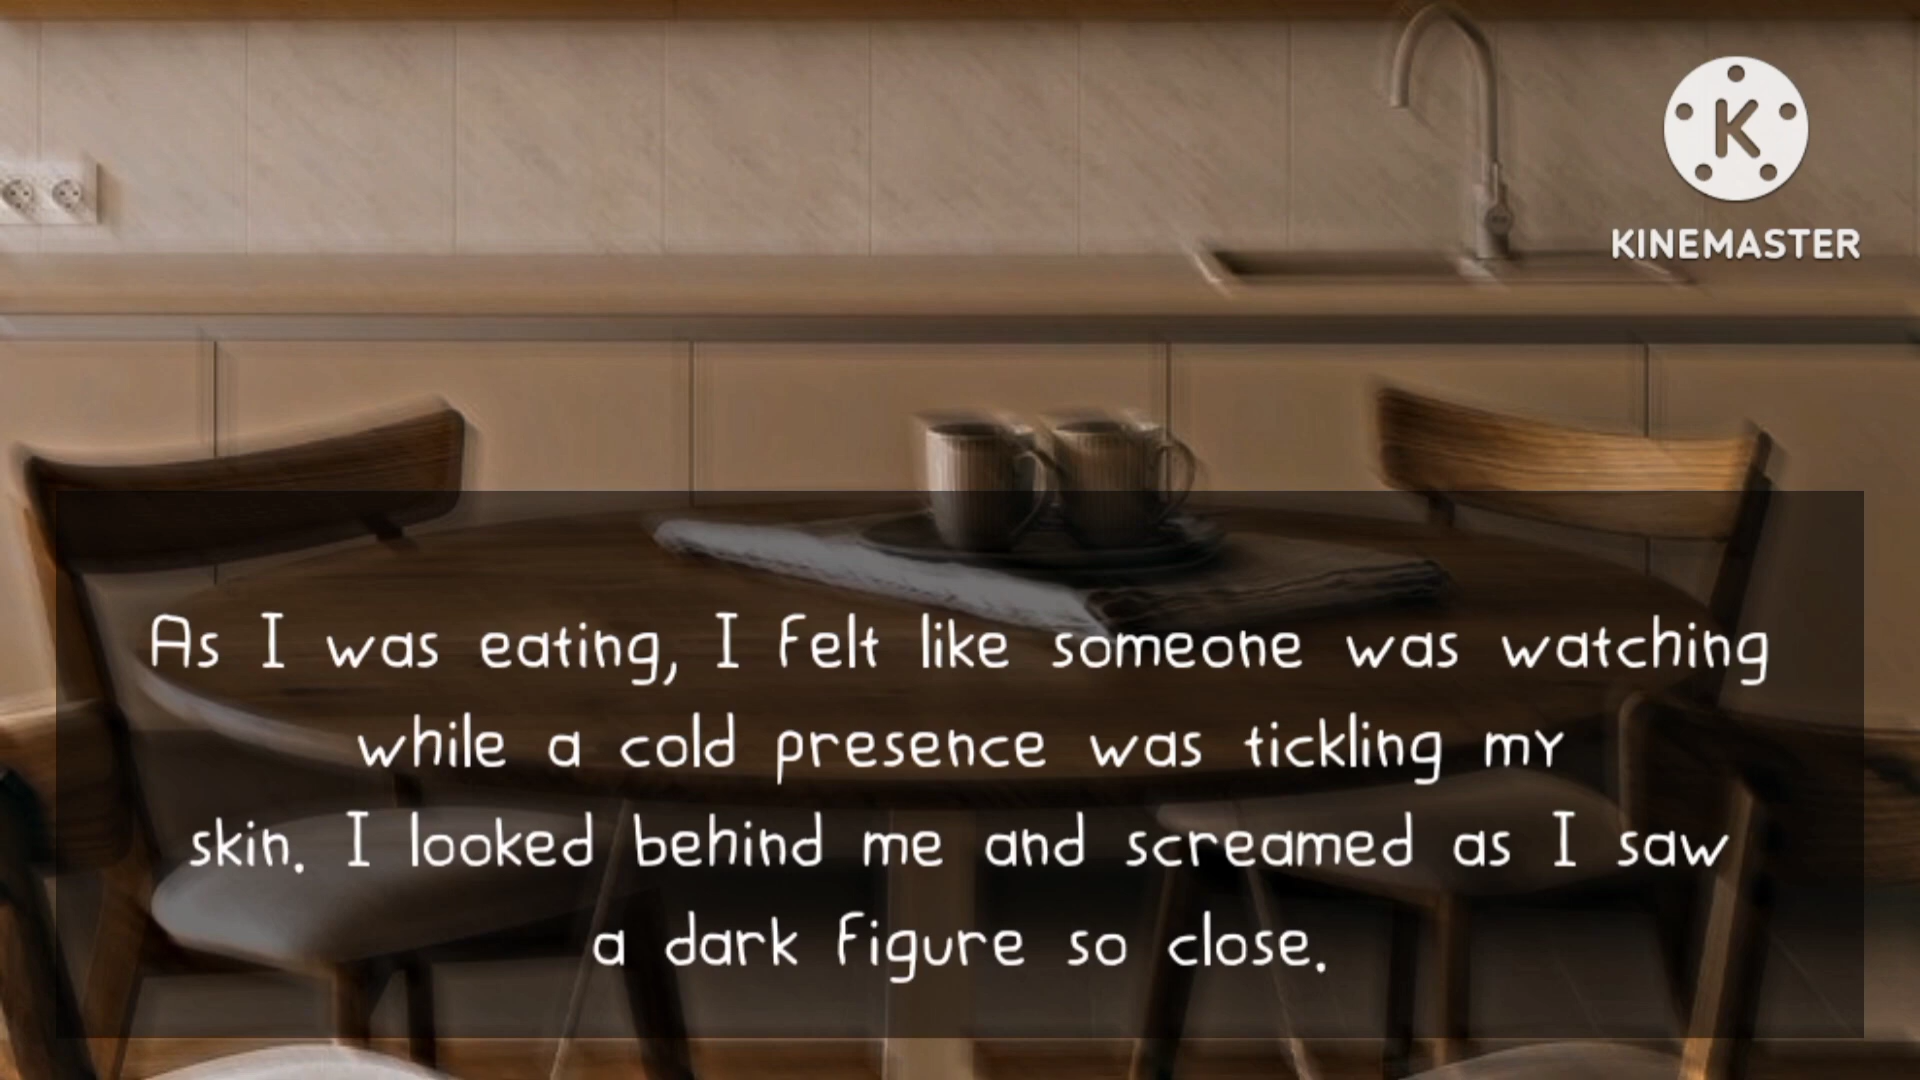 K
KINEMASTER
As I was eating, I felt like someone was watching
while a cold presence was tickling my
skin. I looked behind me and screamed as I saw
a dark figure so close.